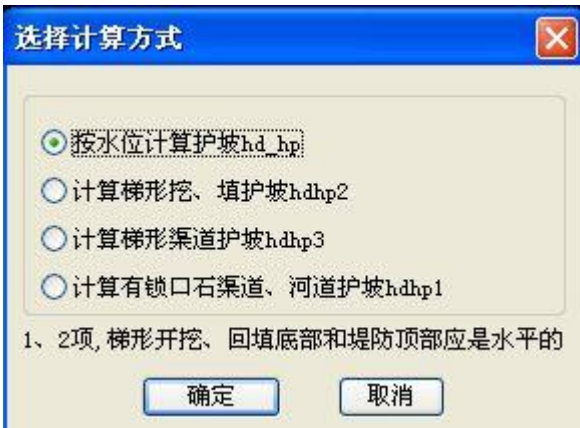 选择计算方式
按水位计算护坡hd_hp
计算梯形挖、填护坡hdhp2
计算梯形渠道护坡hdhp3
计算有锁口石渠道、河道护坡hdhp1
1、2项,梯形开挖、回填底部和堤防顶部应是水平的
确定 取消